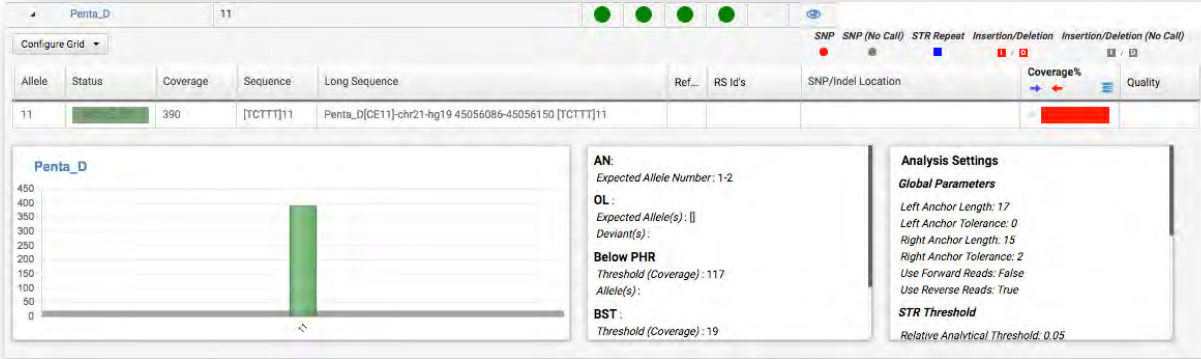 Penta_D 11
Configure Grid
SNP SNP (No Call) STR Repeat Insertion/Deletion Insertion/Deletion (No Call)
I / D I / D
Allele Status Coverage Sequence Long Sequence Ref... RS Id's SNP/Indel Location Coverage% Quality
11 390 [TCTTT]11 Penta_D[CE11]-chr21-hg19 45056086-45056150 [TCTTT]11
Penta_D
450
400
350
300
250
200
150
100
50
0
11
AN:
Expected Allele Number : 1-2
OL :
Expected Allele(s) : []
Deviant(s) :
Below PHR
Threshold (Coverage) : 117
Allele(s) :
BST :
Threshold (Coverage) : 19
Analysis Settings
Global Parameters
Left Anchor Length: 17
Left Anchor Tolerance: 0
Right Anchor Length: 15
Right Anchor Tolerance: 2
Use Forward Reads: False
Use Reverse Reads: True
STR Threshold
Relative Analytical Threshold: 0.05